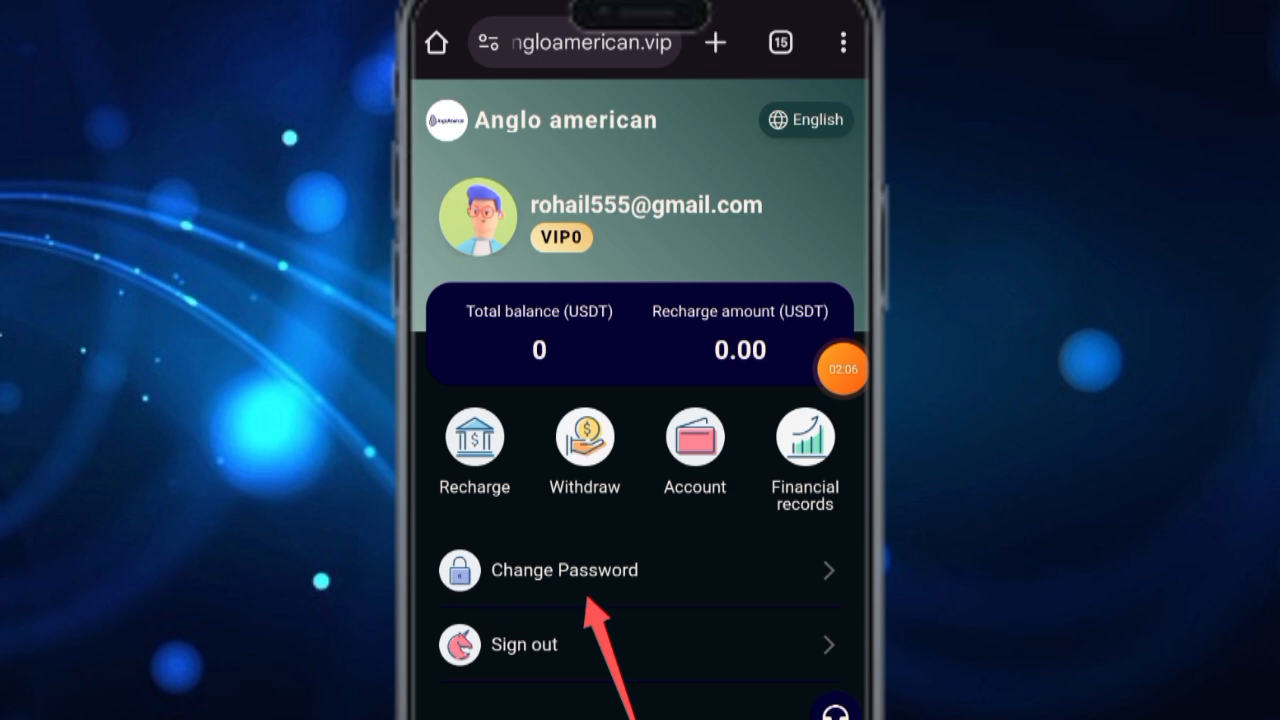 ngloamerican.vip
15
AngloAmerican
Anglo american
English
rohail555@gmail.com
VIP0
Total balance (USDT)
Recharge amount (USDT)
0
0.00
02:06
Recharge
Withdraw
Account
Financial
records
Change Password
Sign out